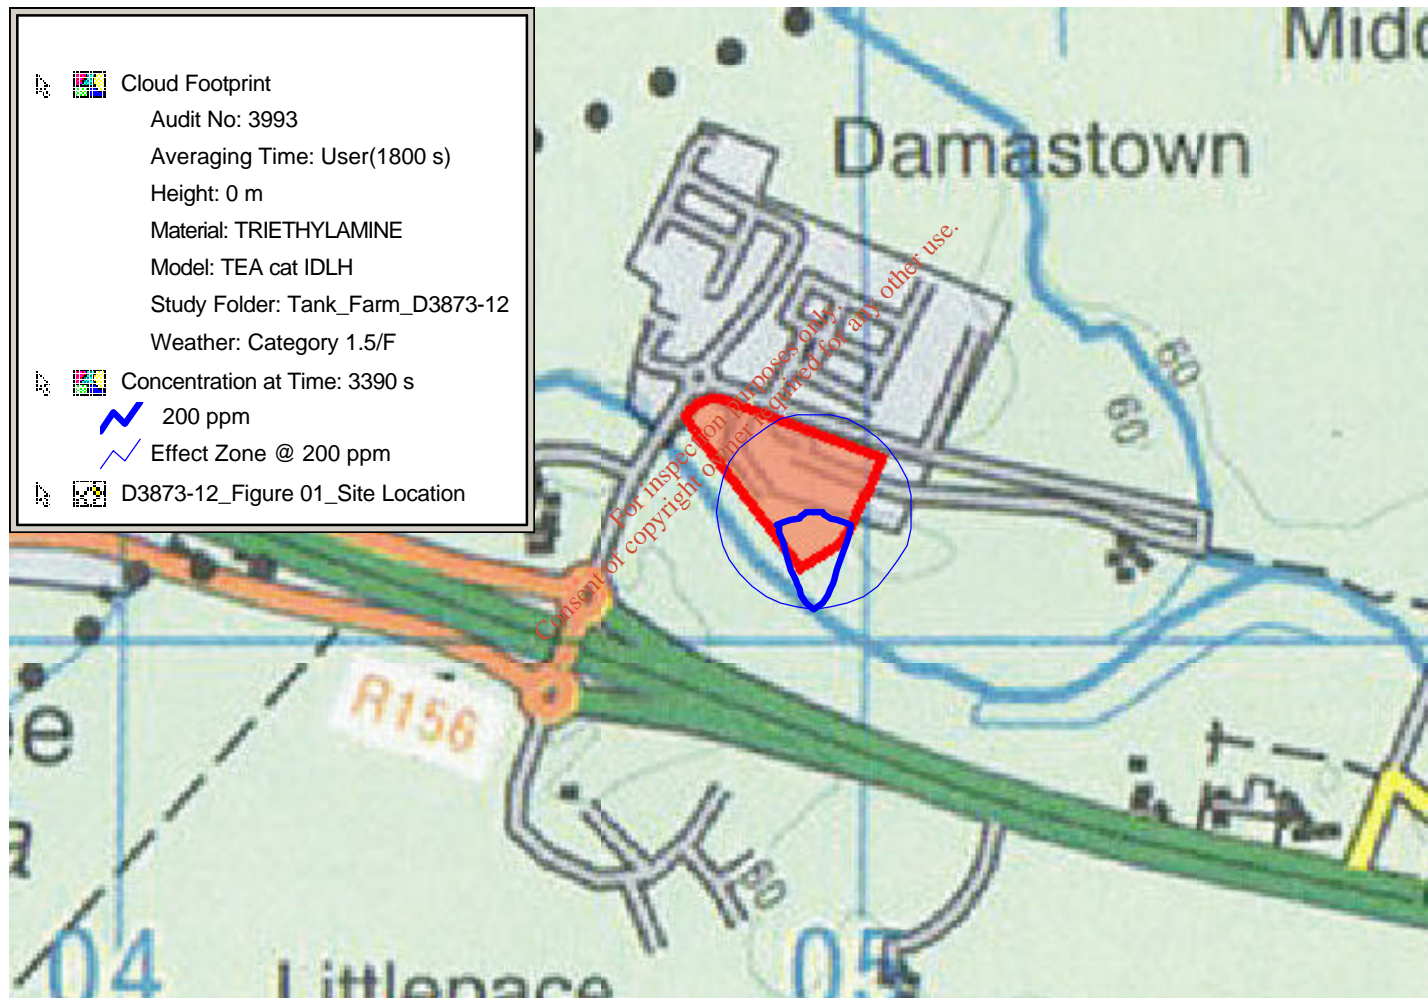 Cloud Footprint
Audit No: 3993
Averaging Time: User(1800 s)
Height: 0 m
Material: TRIETHYLAMINE
Model: TEA cat IDLH
Study Folder: Tank_Farm_D3873-12
Weather: Category 1.5/F
Concentration at Time: 3390 s
200 ppm
Effect Zone @ 200 ppm
D3873-12_Figure 01_Site Location
Midd
Damastown
For inspection purposes only.
Consent of copyright owner required for any other use.
60
60
R156
e
a
60
04
05
Littlepace